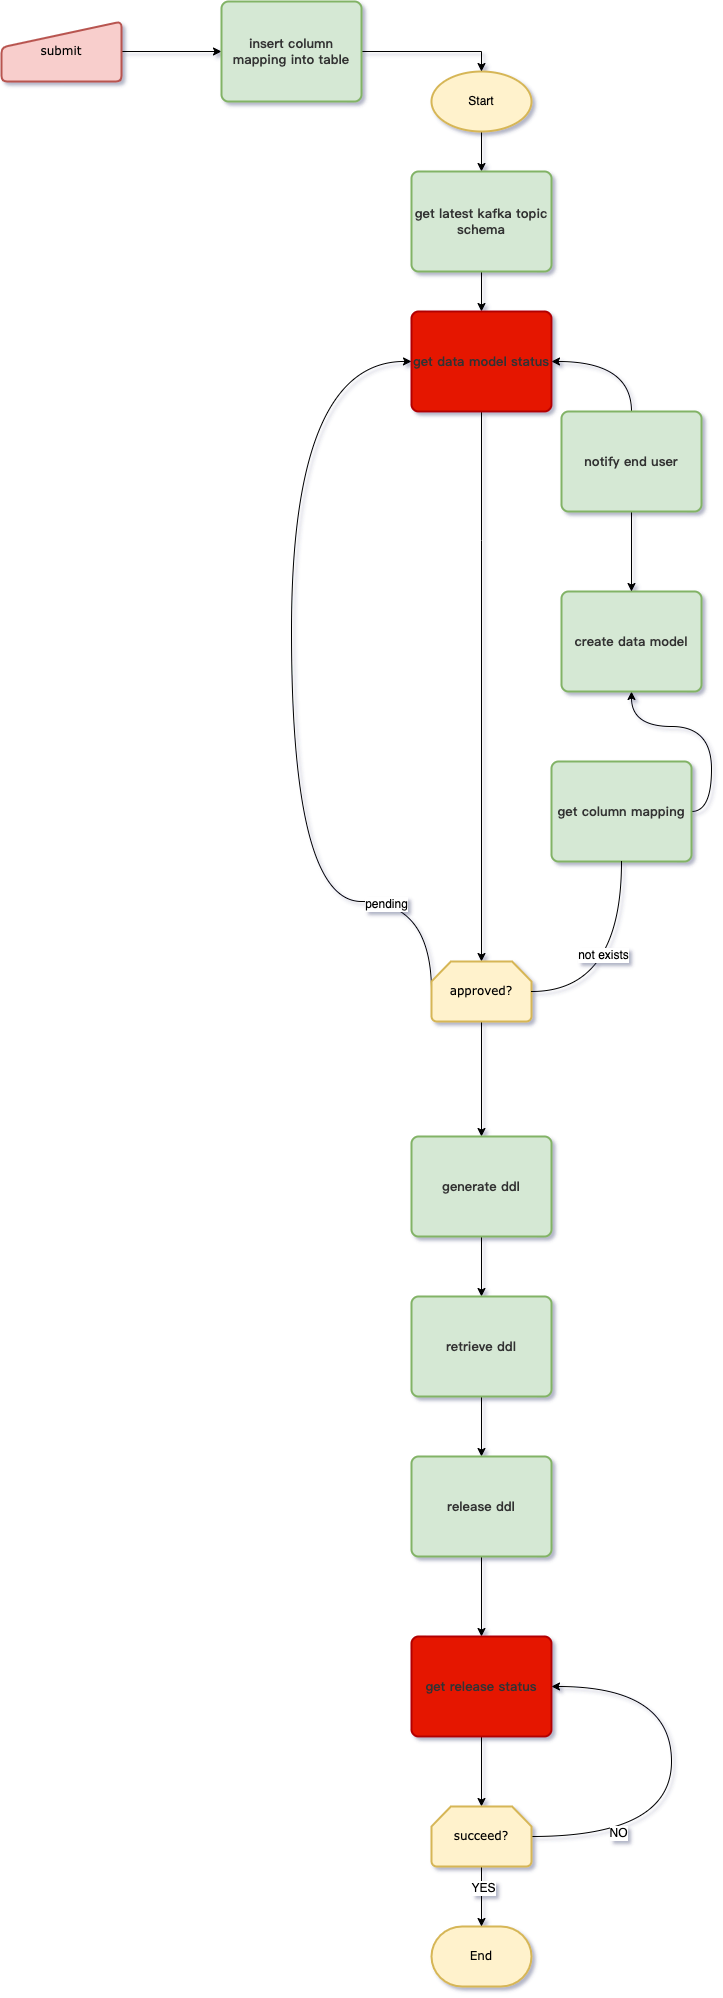 submit
insert column
mapping into table
Start
get latest kafka topic
schema
get data model status
notify end user
create data model
get column mapping
pending
not exists
approved?
generate ddl
retrieve ddl
release ddl
get release status
succeed?
NO
YES
End